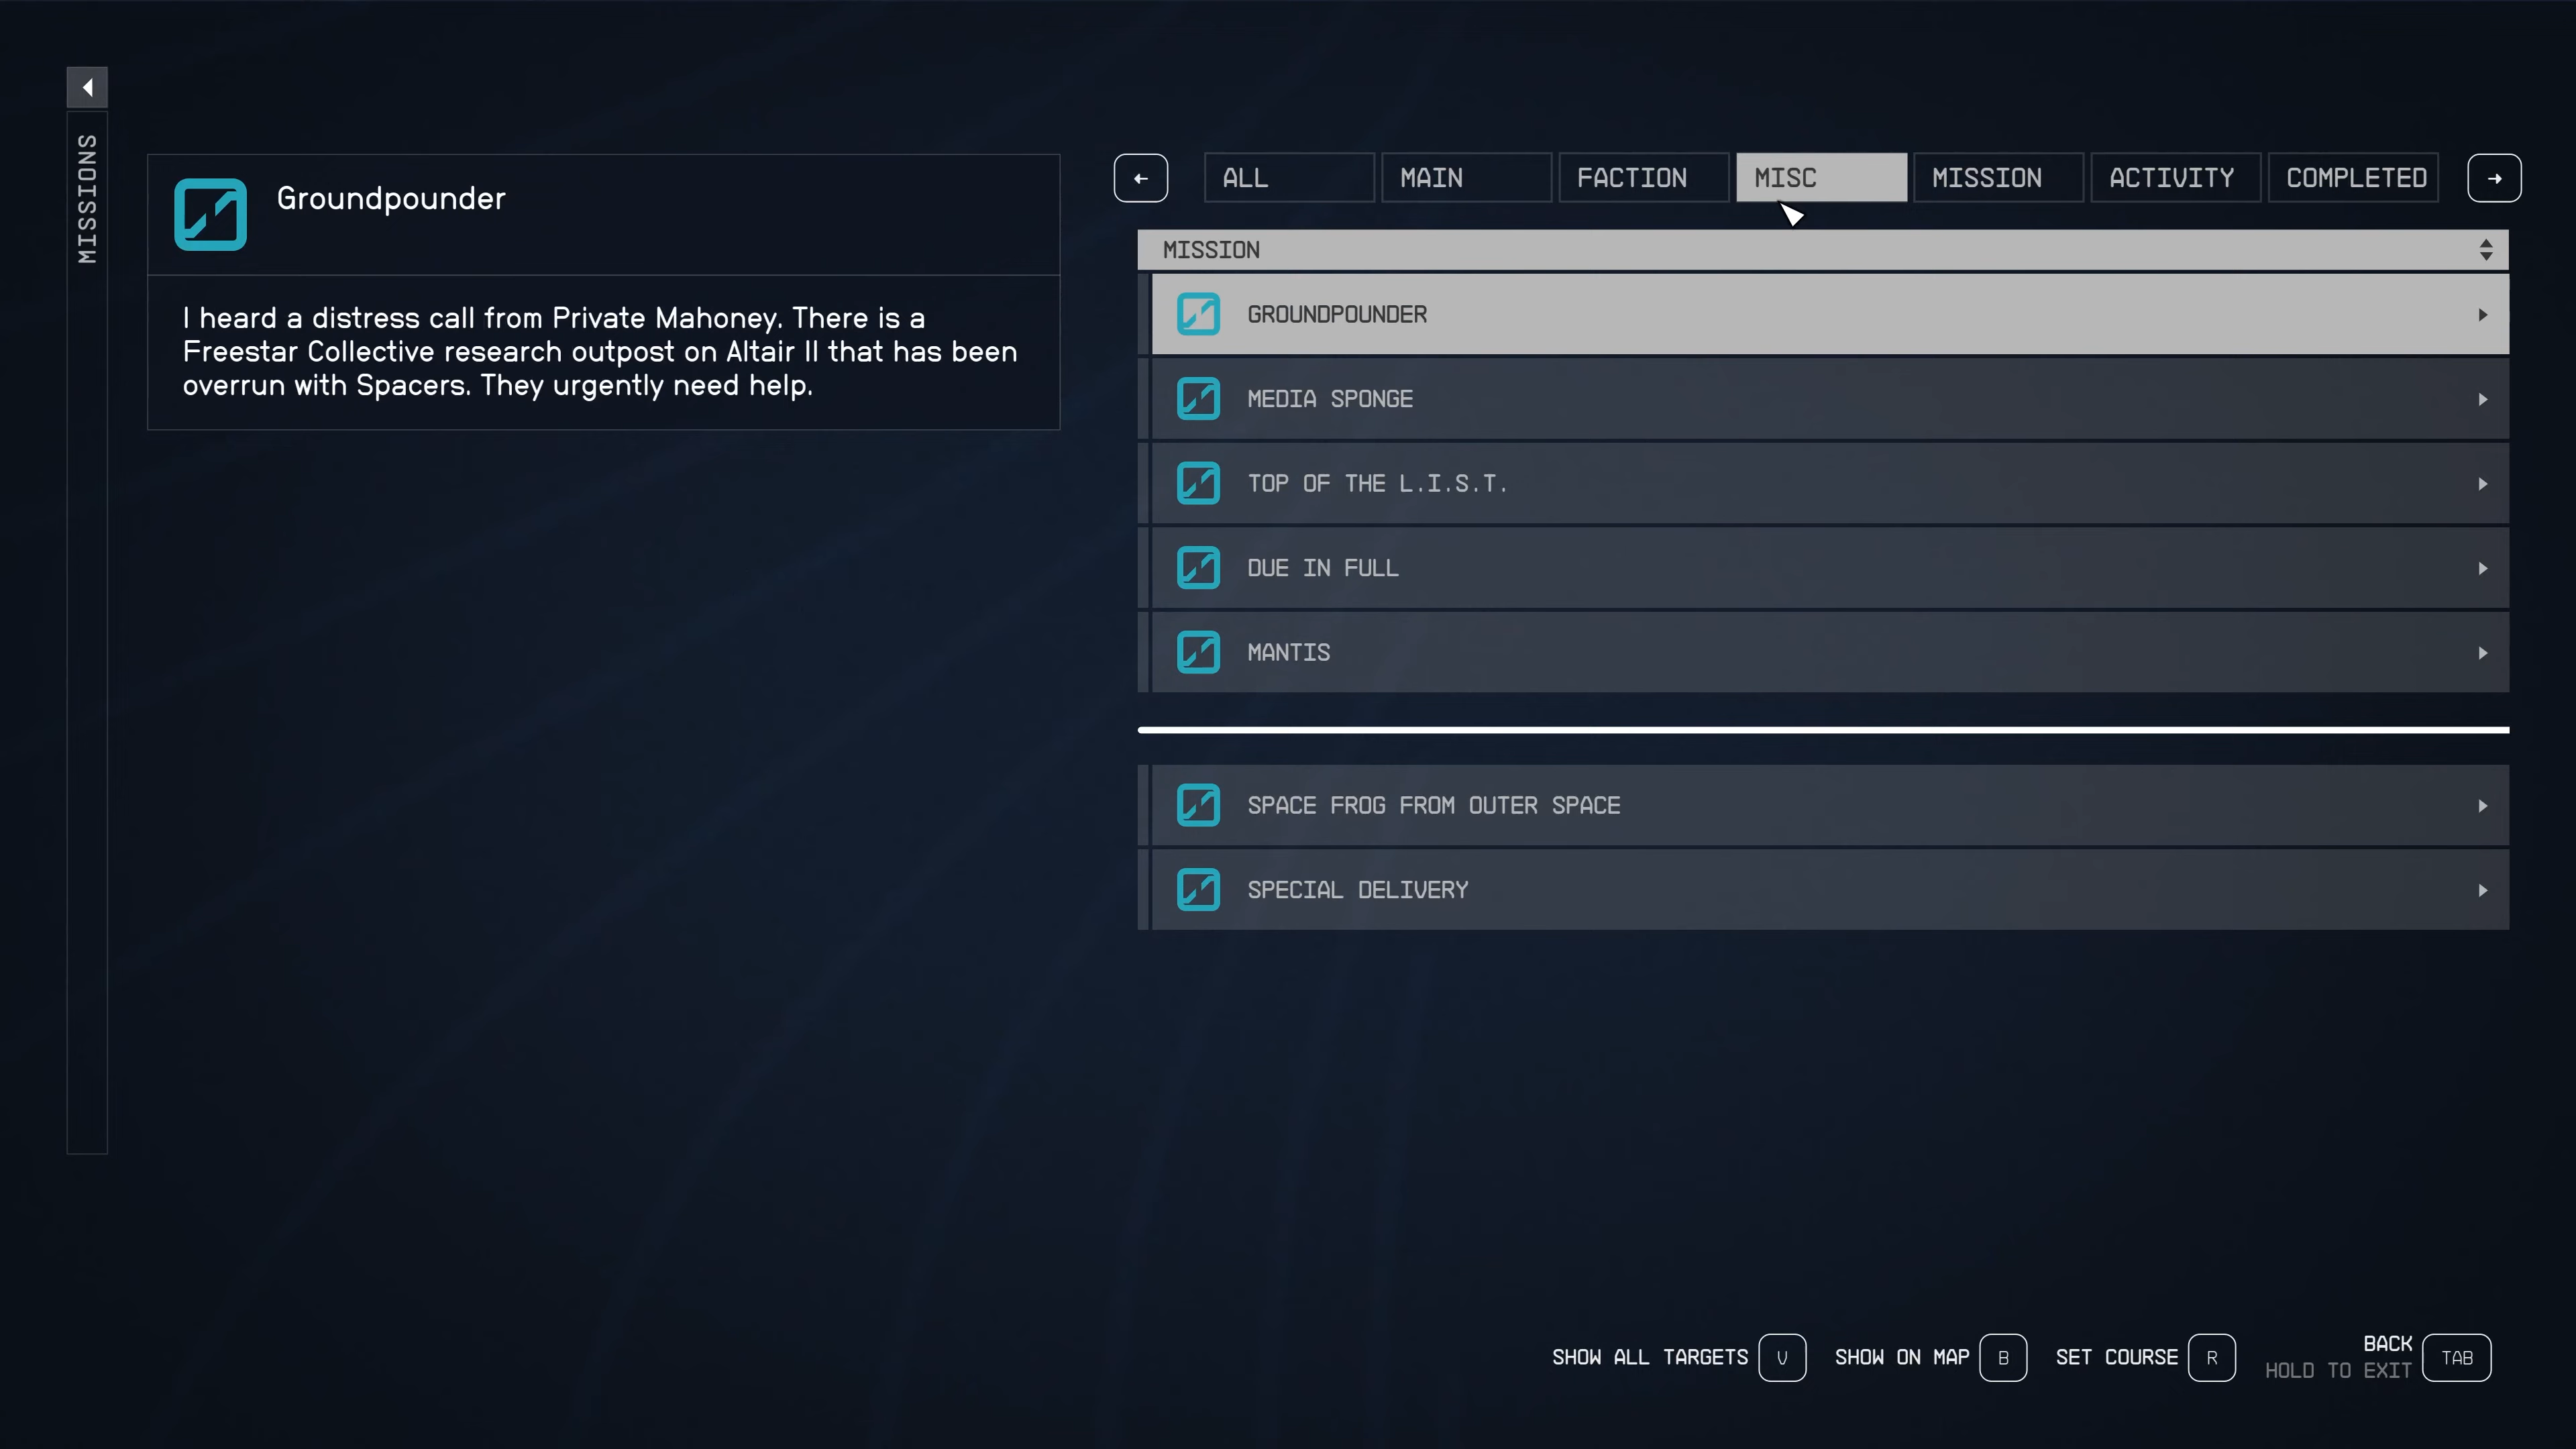 MISSIONS
Groundpounder
I heard a distress call from Private Mahoney. There is a
Freestar Collective research outpost on Altair II that has been
overrun with Spacers. They urgently need help.
ALL MAIN FACTION MISC MISSION ACTIVITY COMPLETED
MISSION
GROUNDPOUNDER
MEDIA SPONGE
TOP OF THE L.I.S.T.
DUE IN FULL
MANTIS
SPACE FROG FROM OUTER SPACE
SPECIAL DELIVERY
SHOW ALL TARGETS V SHOW ON MAP B SET COURSE R BACK TAB
HOLD TO EXIT